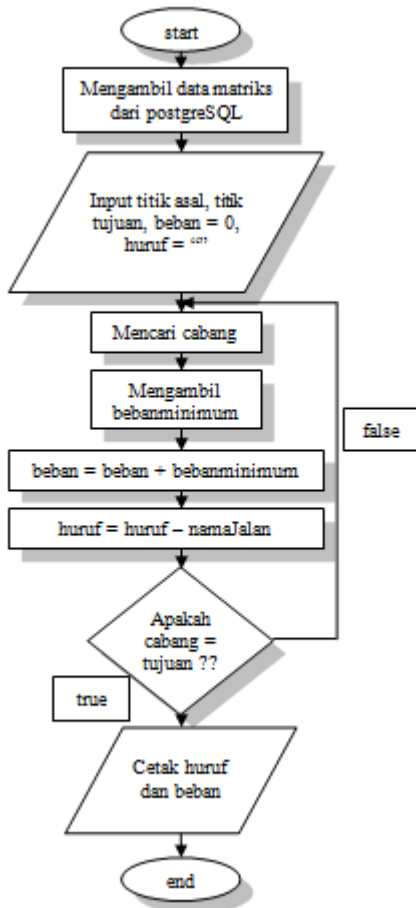 start
Mengambil data matriks
dari postgreSQL
Input titik asal, titik
tujuan, beban = 0,
huruf = “”
Mencari cabang
Mengambil
bebanminimum
false
beban = beban + bebanminimum
huruf = huruf – namaJalan
Apakah
cabang =
tujuan ??
true
Cetak huruf
dan beban
end